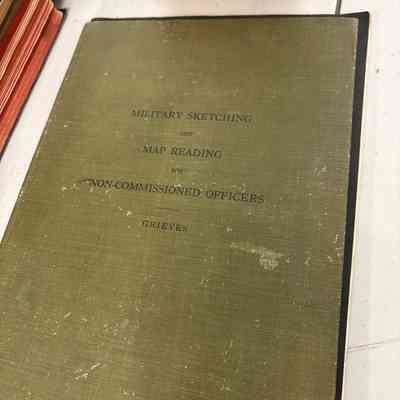 MILITARY SKETCHING
AND
MAP READING
FOR
NON-COMMISSIONED OFFICERS
GRIEVES